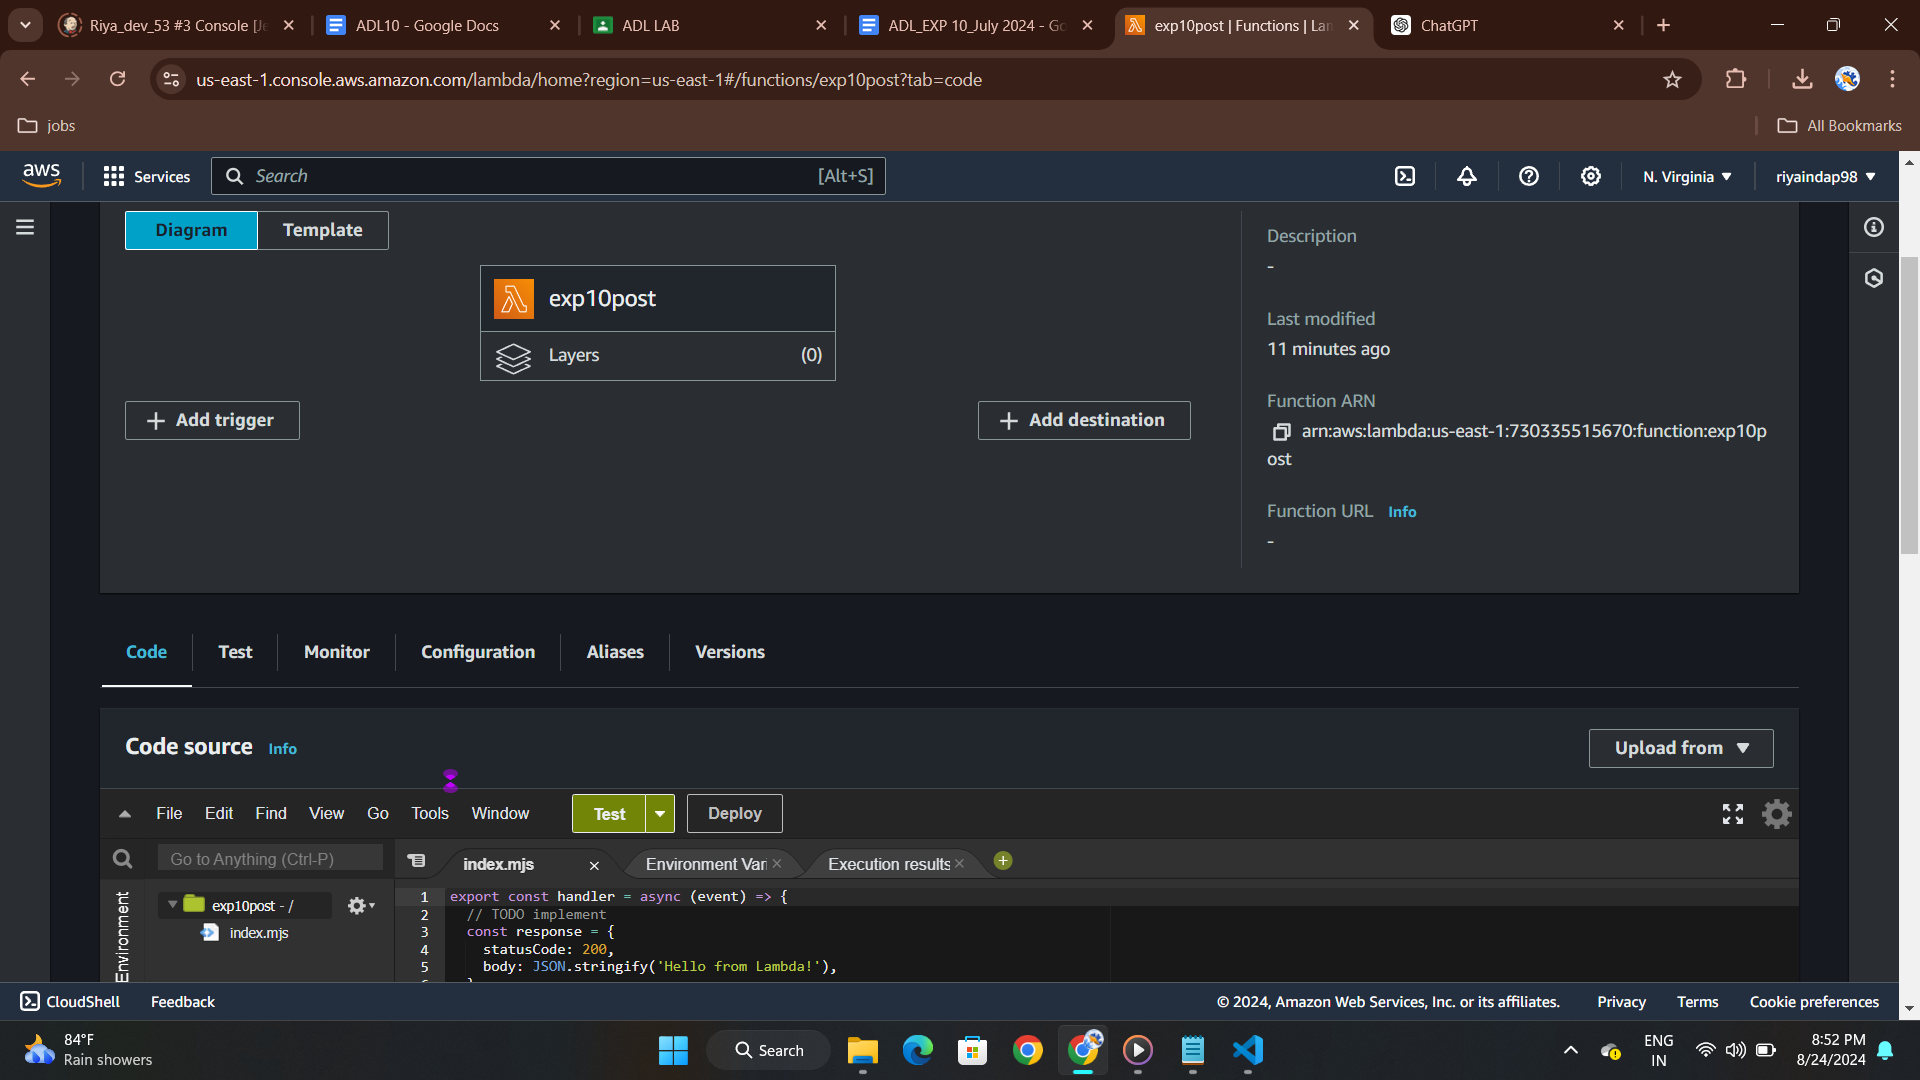 Riya_dev_53 #3 Console [Je
ADL10 - Google Docs
ADL LAB
ADL_EXP 10_July 2024 - Go
exp10post | Functions | Lam
ChatGPT
us-east-1.console.aws.amazon.com/lambda/home?region=us-east-1#/functions/exp10post?tab=code
jobs
All Bookmarks
aws
Services
Search
[Alt+S]
N. Virginia
riyaindap98
Diagram
Template
exp10post
Layers
(0)
Add trigger
Add destination
Description
-
Last modified
11 minutes ago
Function ARN
arn:aws:lambda:us-east-1:730335515670:function:exp10p
ost
Function URL Info
-
Code
Test
Monitor
Configuration
Aliases
Versions
Code source Info
Upload from
File
Edit
Find
View
Go
Tools
Window
Test
Deploy
Go to Anything (Ctrl-P)
index.mjs
Environment Vari
Execution results
Environment
exp10post - /
index.mjs
1 export const handler = async (event) => {
2 // TODO implement
3 const response = {
4 statusCode: 200,
5 body: JSON.stringify('Hello from Lambda!'),
CloudShell
Feedback
© 2024, Amazon Web Services, Inc. or its affiliates.
Privacy
Terms
Cookie preferences
84°F
Rain showers
Search
ENG
IN
8:52 PM
8/24/2024